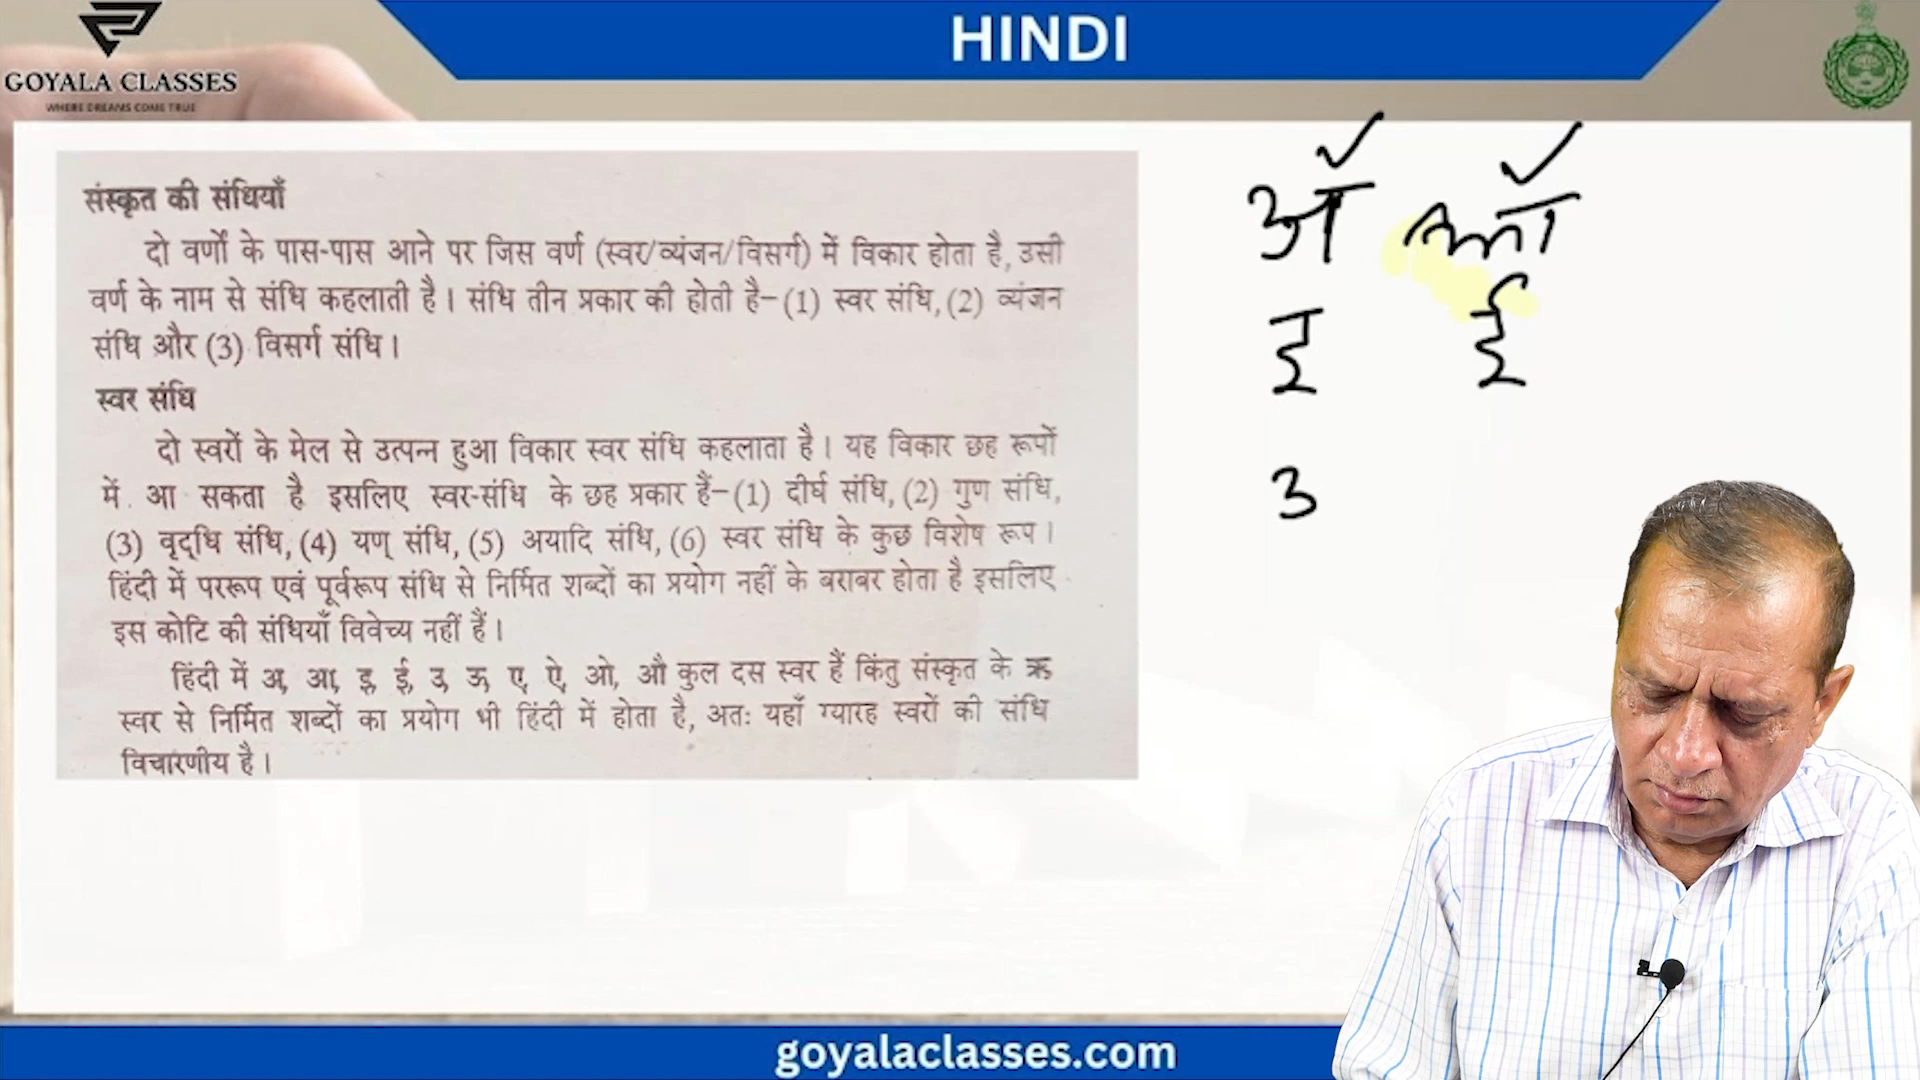 GOYALA CLASSES
WHERE DREAMS COME TRUE
HINDI
संस्कृत की संधियाँ
दो वर्णों के पास-पास आने पर जिस वर्ण (स्वर/व्यंजन/विसर्ग) में विकार होता है, उसी
वर्ण के नाम से संधि कहलाती है। संधि तीन प्रकार की होती है–(1) स्वर संधि, (2) व्यंजन
संधि और (3) विसर्ग संधि।
स्वर संधि
दो स्वरों के मेल से उत्पन्न हुआ विकार स्वर संधि कहलाता है। यह विकार छह रूपों
में आ सकता है इसलिए स्वर-संधि के छह प्रकार हैं–(1) दीर्घ संधि, (2) गुण संधि,
(3) वृद्धि संधि, (4) यण् संधि, (5) अयादि संधि, (6) स्वर संधि के कुछ विशेष रूप।
हिंदी में पररूप एवं पूर्वरूप संधि से निर्मित शब्दों का प्रयोग नहीं के बराबर होता है इसलिए
इस कोटि की संधियाँ विवेच्य नहीं हैं।
हिंदी में अ, आ, इ, ई, उ, ऊ, ए, ऐ, ओ, औ कुल दस स्वर हैं किंतु संस्कृत के ऋ
स्वर से निर्मित शब्दों का प्रयोग भी हिंदी में होता है, अतः यहाँ ग्यारह स्वरों की संधि
विचारणीय है।
अ
इ ई
goyalaclasses.com